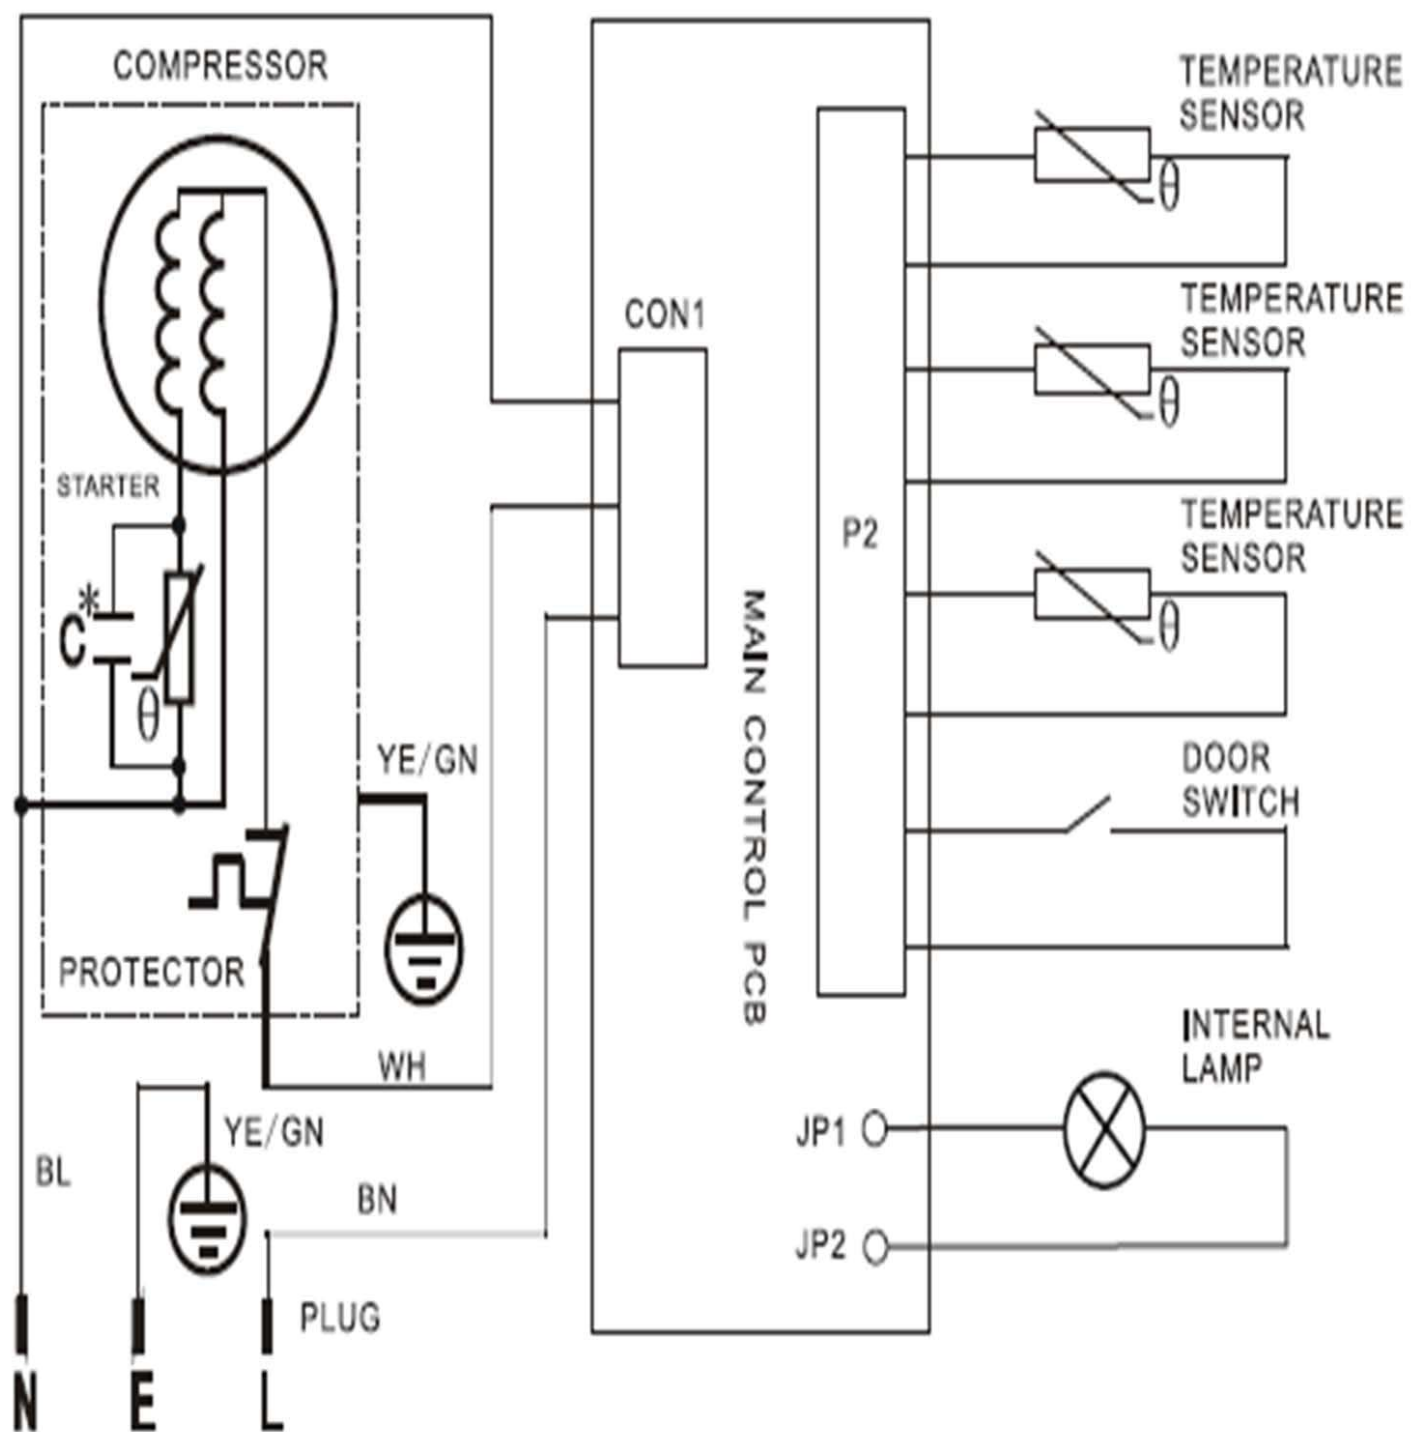 COMPRESSOR
STARTER
C*
θ
PROTECTOR
YE/GN
WH
YE/GN
BL
BN
PLUG
N
E
L
CON1
P2
MAIN CONTROL PCB
JP1
JP2
TEMPERATURE
SENSOR
θ
TEMPERATURE
SENSOR
θ
TEMPERATURE
SENSOR
θ
DOOR
SWITCH
INTERNAL
LAMP